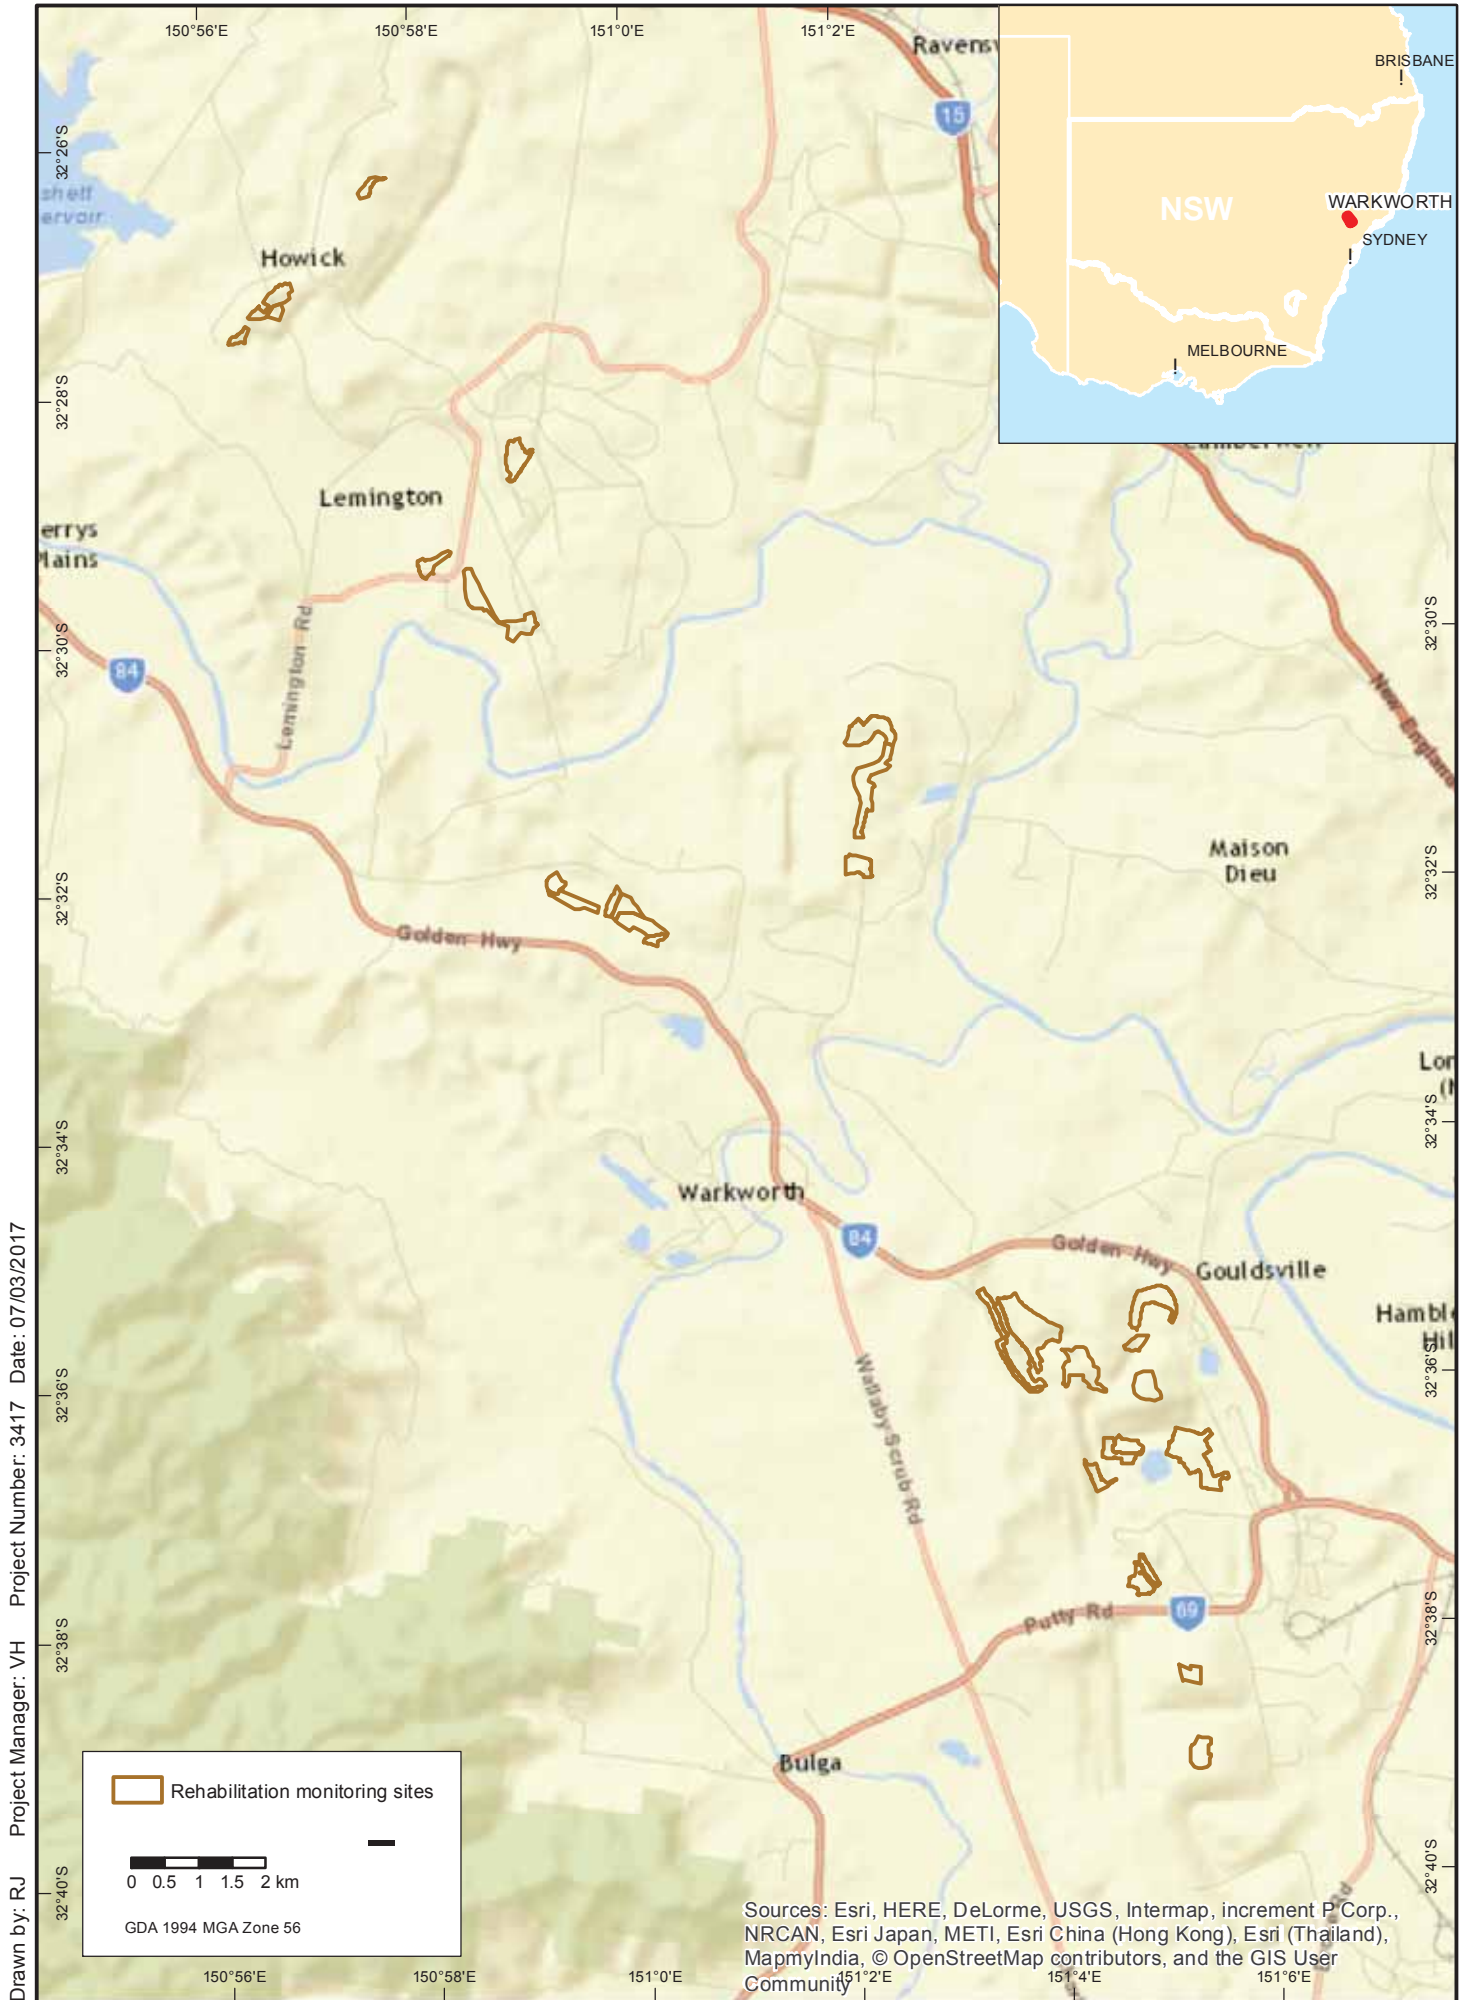 150°56'E
150°58'E
151°0'E
151°2'E
Ravensw
15
BRISBANE
NSW
WARKWORTH
SYDNEY
MELBOURNE
32°26'S
shett
ervoir
Howick
32°28'S
Lemington
errys
Plains
32°30'S
32°30'S
84
Lemington Rd
New England
Maison
Dieu
32°32'S
32°32'S
Golden Hwy
Lon
32°34'S
32°34'S
Warkworth
84
Golden Hwy
Gouldsville
Hamble
Hil
32°36'S
32°36'S
Wallaby Scrub Rd
Putty Rd
69
32°38'S
32°38'S
Bulga
32°40'S
32°40'S
Rehabilitation monitoring sites
0 0.5 1 1.5 2 km
GDA 1994 MGA Zone 56
Sources: Esri, HERE, DeLorme, USGS, Intermap, increment P Corp.,
NRCAN, Esri Japan, METI, Esri China (Hong Kong), Esri (Thailand),
MapmyIndia, © OpenStreetMap contributors, and the GIS User
Community
150°56'E
150°58'E
151°0'E
151°2'E
151°4'E
151°6'E
Drawn by: RJ Project Manager: VH Project Number: 3417 Date: 07/03/2017